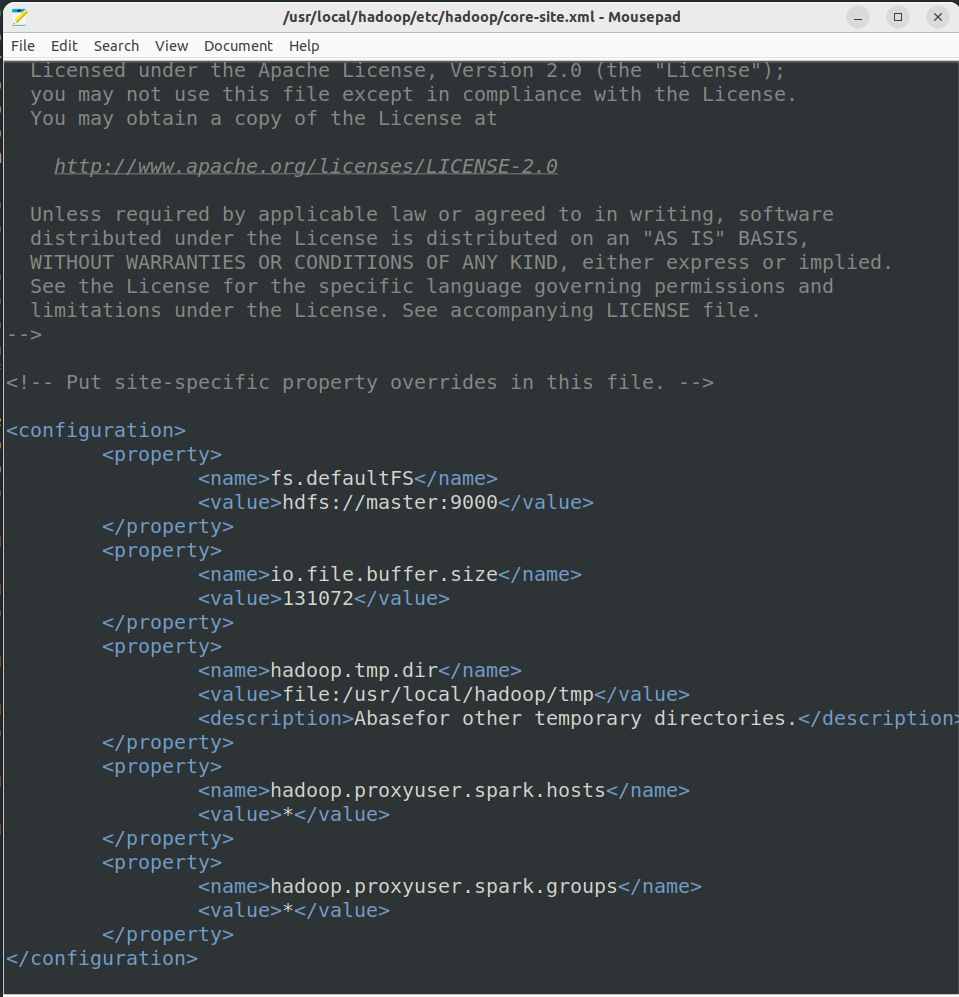 /usr/local/hadoop/etc/hadoop/core-site.xml - Mousepad
File Edit Search View Document Help
Licensed under the Apache License, Version 2.0 (the "License");
you may not use this file except in compliance with the License.
You may obtain a copy of the License at
http://www.apache.org/licenses/LICENSE-2.0
Unless required by applicable law or agreed to in writing, software
distributed under the License is distributed on an "AS IS" BASIS,
WITHOUT WARRANTIES OR CONDITIONS OF ANY KIND, either express or implied.
See the License for the specific language governing permissions and
limitations under the License. See accompanying LICENSE file.
-->
<!-- Put site-specific property overrides in this file. -->
<configuration>
<property>
<name>fs.defaultFS</name>
<value>hdfs://master:9000</value>
</property>
<property>
<name>io.file.buffer.size</name>
<value>131072</value>
</property>
<property>
<name>hadoop.tmp.dir</name>
<value>file:/usr/local/hadoop/tmp</value>
<description>Abasefor other temporary directories.</description>
</property>
<property>
<name>hadoop.proxyuser.spark.hosts</name>
<value>*</value>
</property>
<property>
<name>hadoop.proxyuser.spark.groups</name>
<value>*</value>
</property>
</configuration>